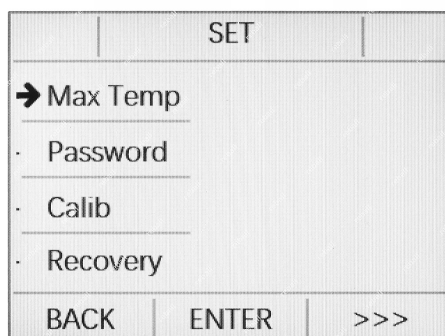 SET
➔ Max Temp
· Password
· Calib
· Recovery
BACK ENTER >>>